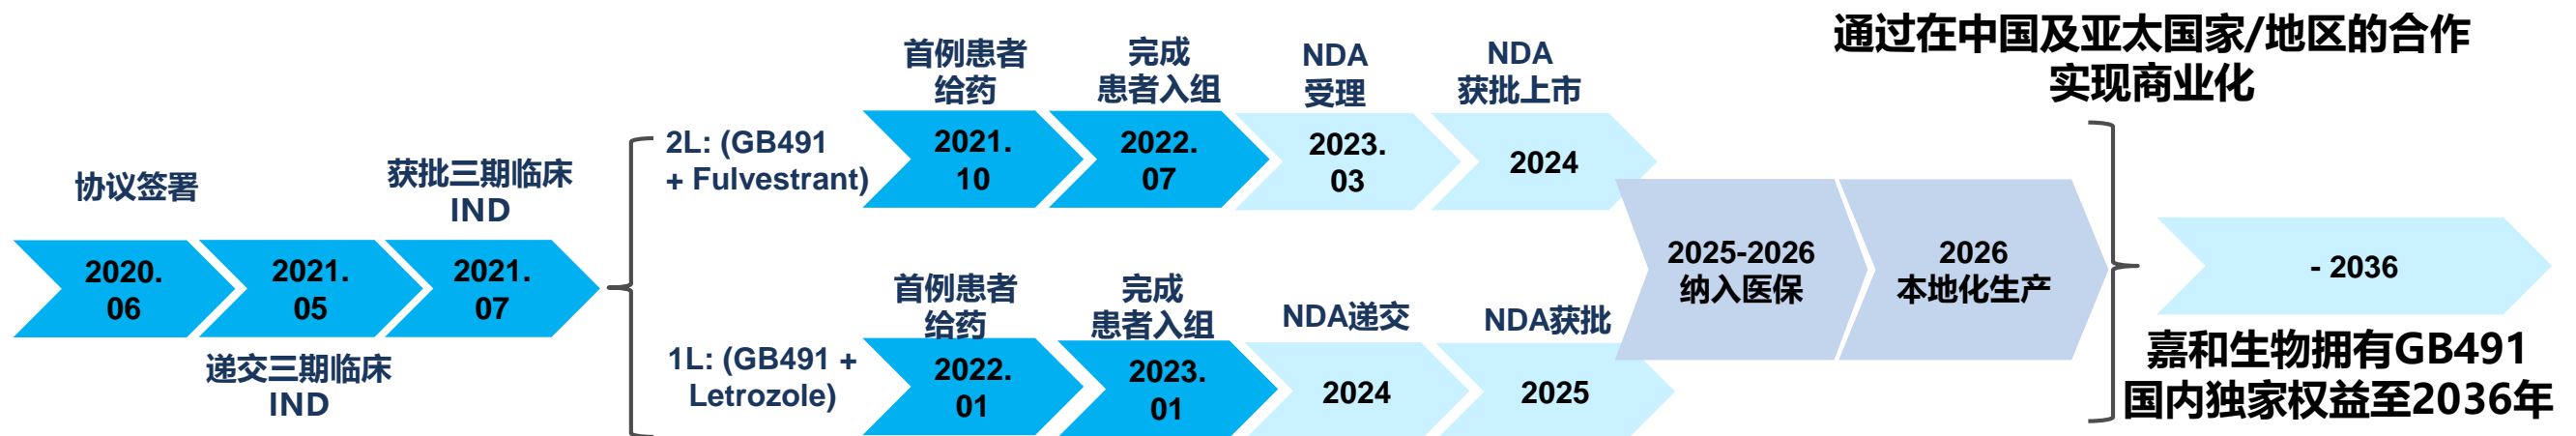 协议签署
2020.
06
2021.
05
递交三期临床
IND
获批三期临床
IND
2021.
07
2L: (GB491
+ Fulvestrant)
首例患者
给药
2021.
10
完成
患者入组
2022.
07
NDA
受理
2023.
03
NDA
获批上市
2024
1L: (GB491 +
Letrozole)
首例患者
给药
2022.
01
完成
患者入组
2023.
01
NDA递交
2024
NDA获批
2025
2025-2026
纳入医保
2026
本地化生产
通过在中国及亚太国家/地区的合作
实现商业化
- 2036
嘉和生物拥有GB491
国内独家权益至2036年